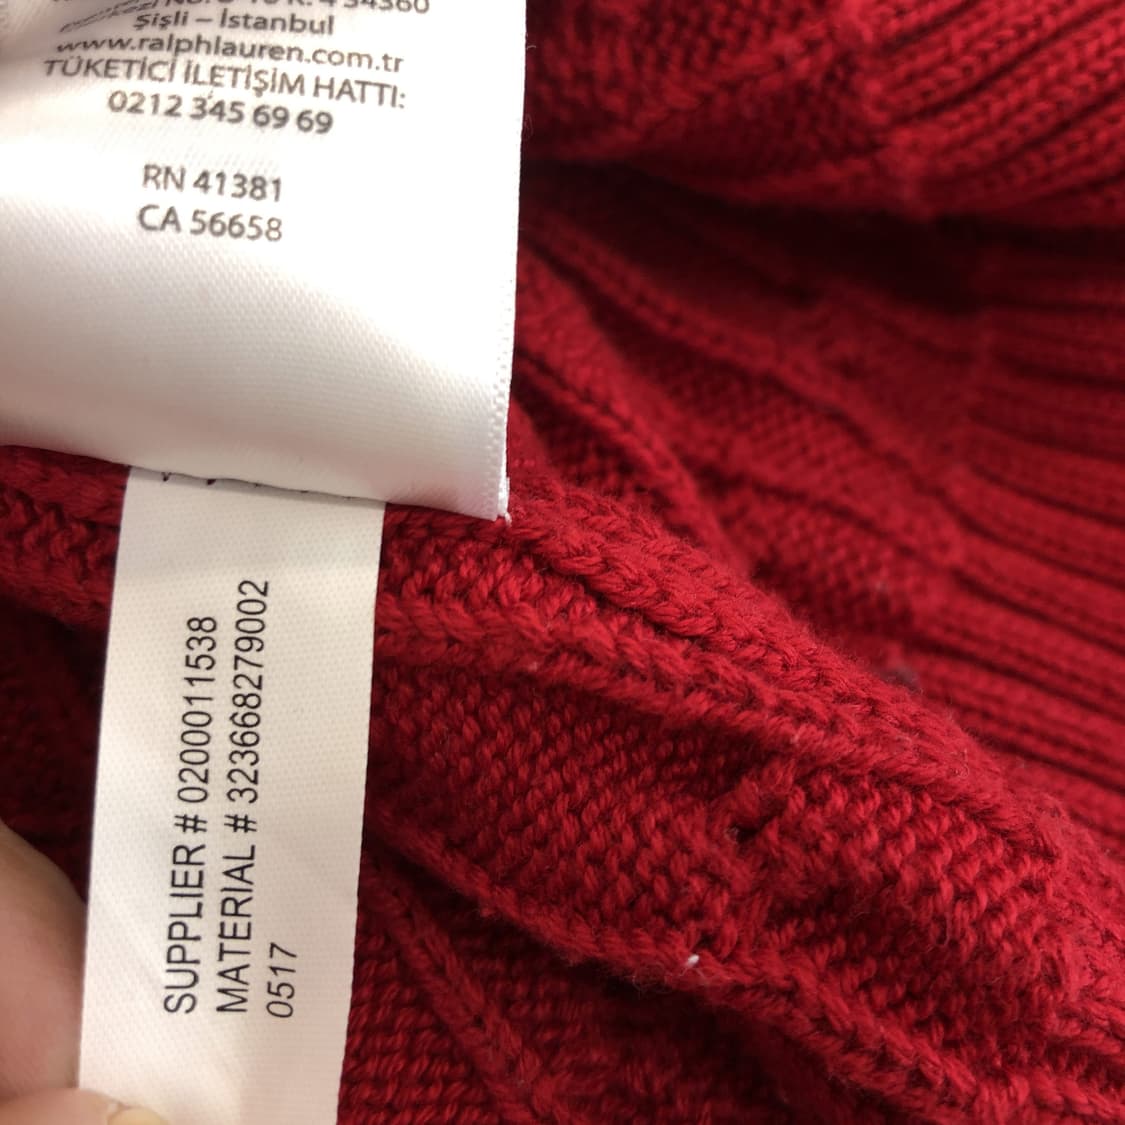 Şişli – İstanbul
www.ralphlauren.com.tr
TÜKETİCİ İLETİŞİM HATTI:
0212 345 69 69
RN 41381
CA 56658
SUPPLIER # 0200011538
MATERIAL # 323668279002
0517